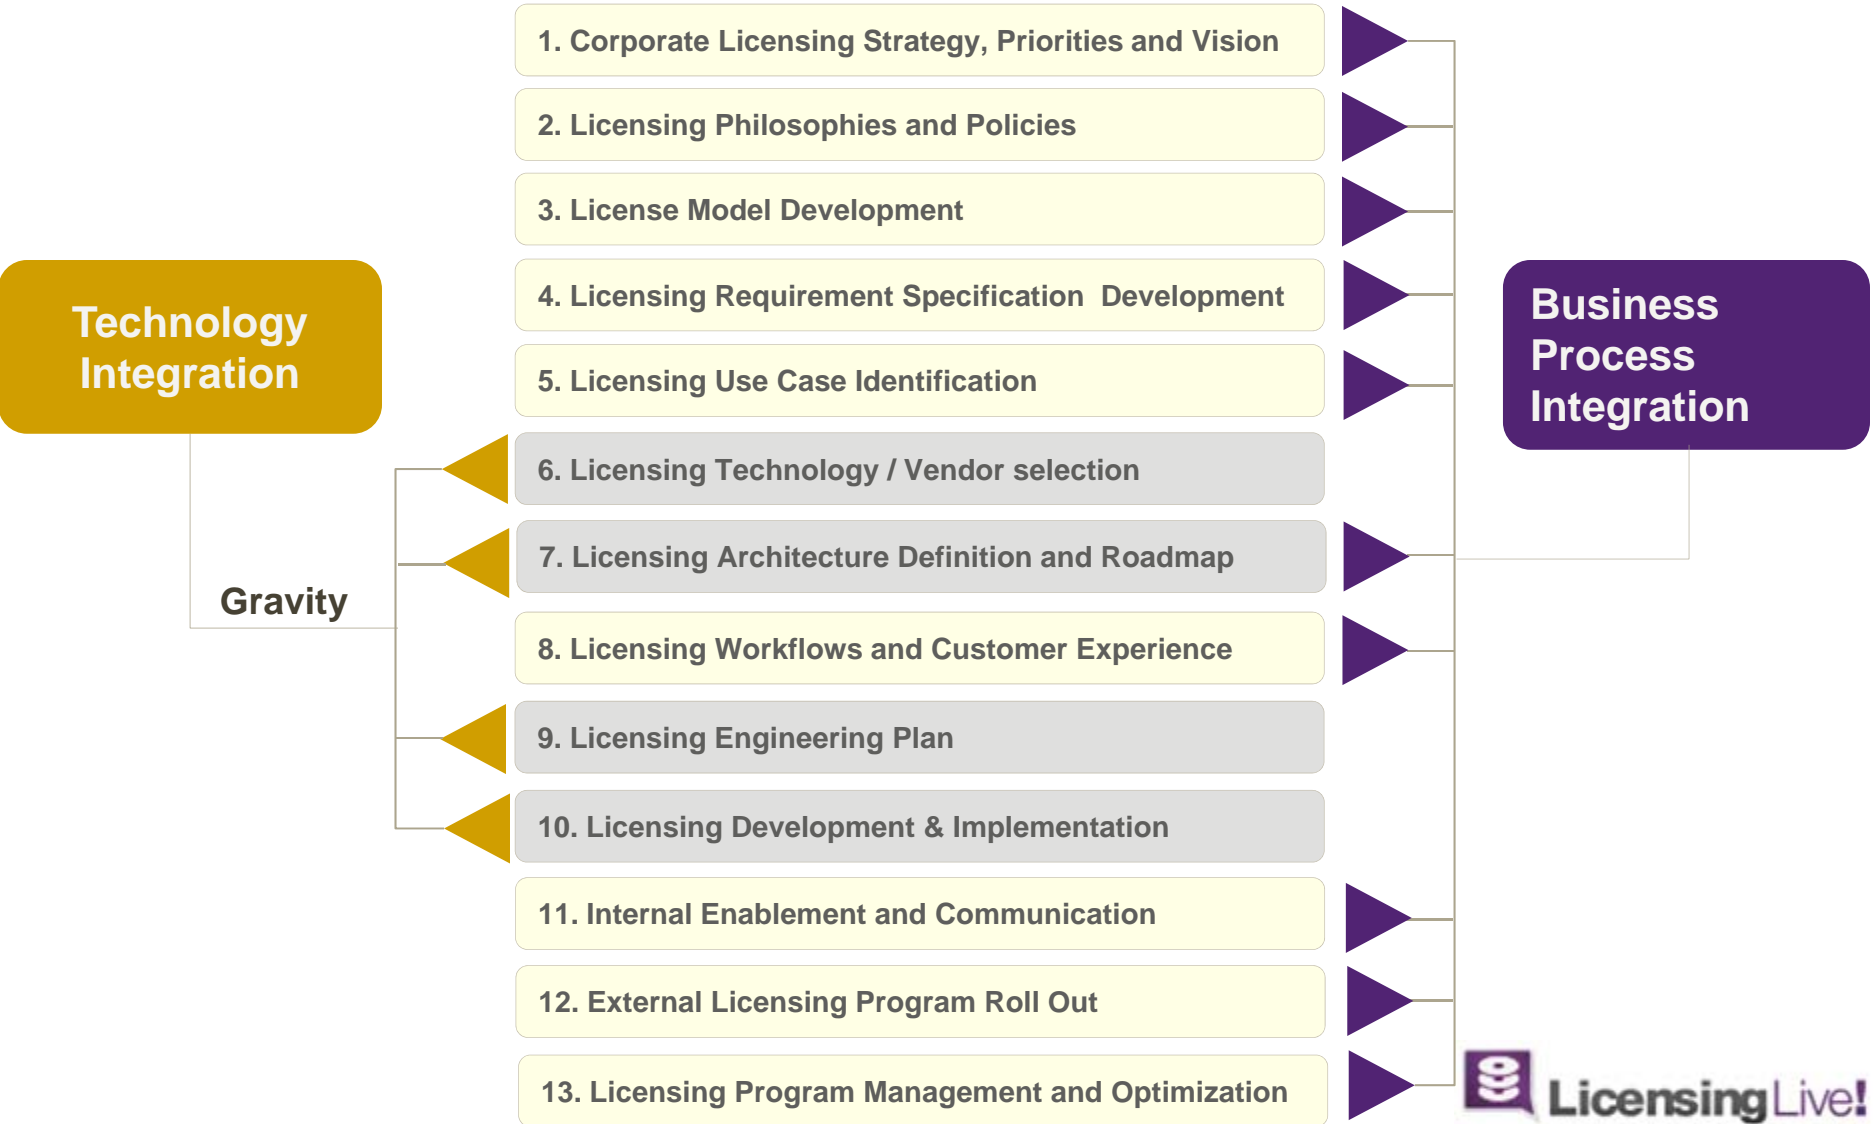 1. Corporate Licensing Strategy, Priorities and Vision
2. Licensing Philosophies and Policies
3. License Model Development
4. Licensing Requirement Specification  Development
5. Licensing Use Case Identification
6. Licensing Technology / Vendor selection
7. Licensing Architecture Definition and Roadmap
8. Licensing Workflows and Customer Experience
9. Licensing Engineering Plan
10. Licensing Development & Implementation
11. Internal Enablement and Communication
12. External Licensing Program Roll Out
13. Licensing Program Management and Optimization
Technology
Integration
Gravity
Business
Process
Integration
LicensingLive!